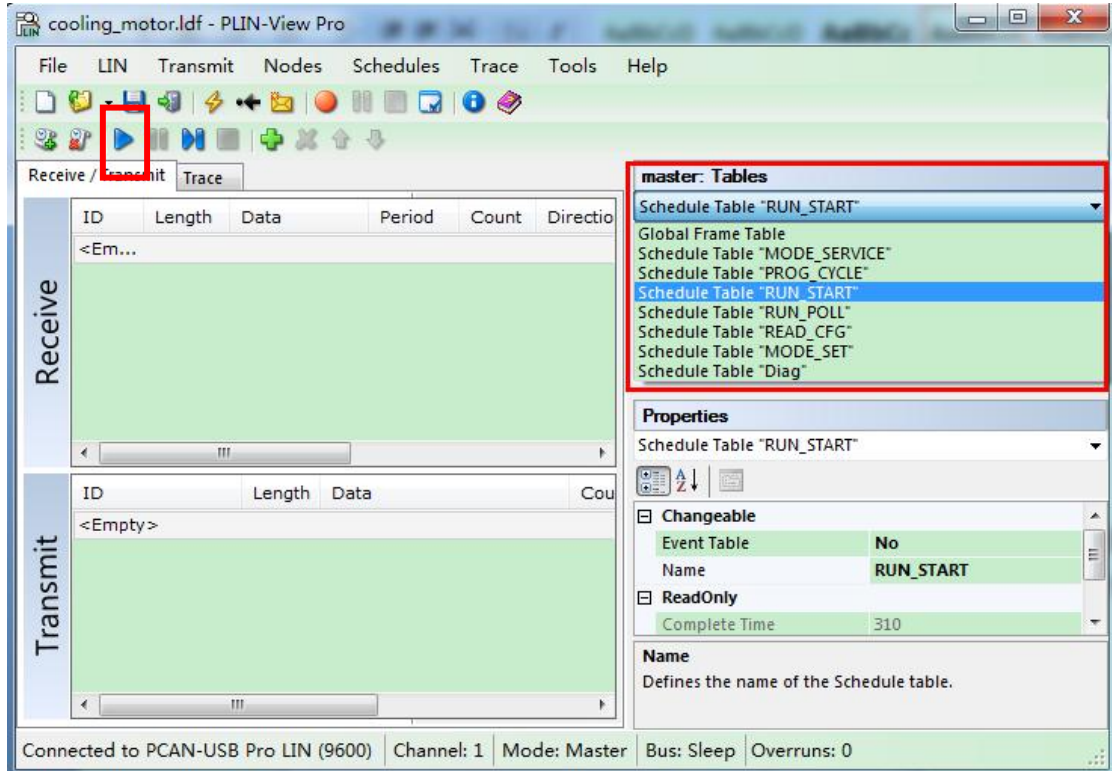 cooling_motor.ldf - PLIN-View Pro
File LIN Transmit Nodes Schedules Trace Tools Help
Receive / Transmit Trace
ID Length Data Period Count Directio
<Em...
Receive
ID Length Data Cou
<Empty>
Transmit
master: Tables
Schedule Table "RUN_START"
Global Frame Table
Schedule Table "MODE_SERVICE"
Schedule Table "PROG_CYCLE"
Schedule Table "RUN_START"
Schedule Table "RUN_POLL"
Schedule Table "READ_CFG"
Schedule Table "MODE_SET"
Schedule Table "Diag"
Properties
Schedule Table "RUN_START"
Changeable
Event Table No
Name RUN_START
ReadOnly
Complete Time 310
Name
Defines the name of the Schedule table.
Connected to PCAN-USB Pro LIN (9600) Channel: 1 Mode: Master Bus: Sleep Overruns: 0